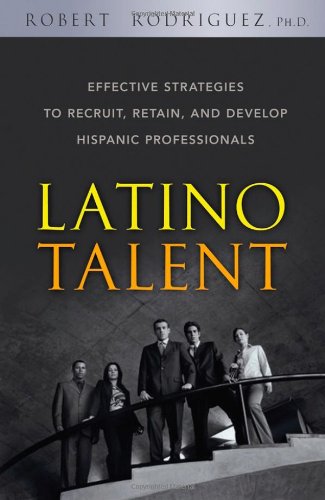 ROBERT RODRIGUEZ, PH.D.
EFFECTIVE STRATEGIES
TO RECRUIT, RETAIN, AND DEVELOP
HISPANIC PROFESSIONALS
LATINO
TALENT